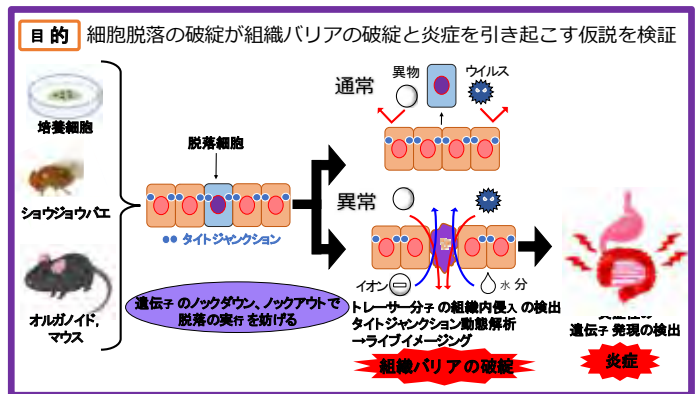 目的
細胞脱落の破綻が組織バリアの破綻と炎症を引き起こす仮説を検証
培養細胞
ショウジョウバエ
オルガノイド,
マウス
脱落細胞
タイトジャンクション
遺伝子のノックダウン、ノックアウトで
脱落の実行を妨げる
通常
異物
ウイルス
異常
イオン
水分
トレーサー分子の組織内侵入の検出
タイトジャンクション動態解析
→ライブイメージング
組織バリアの破綻
遺伝子発現の検出
炎症